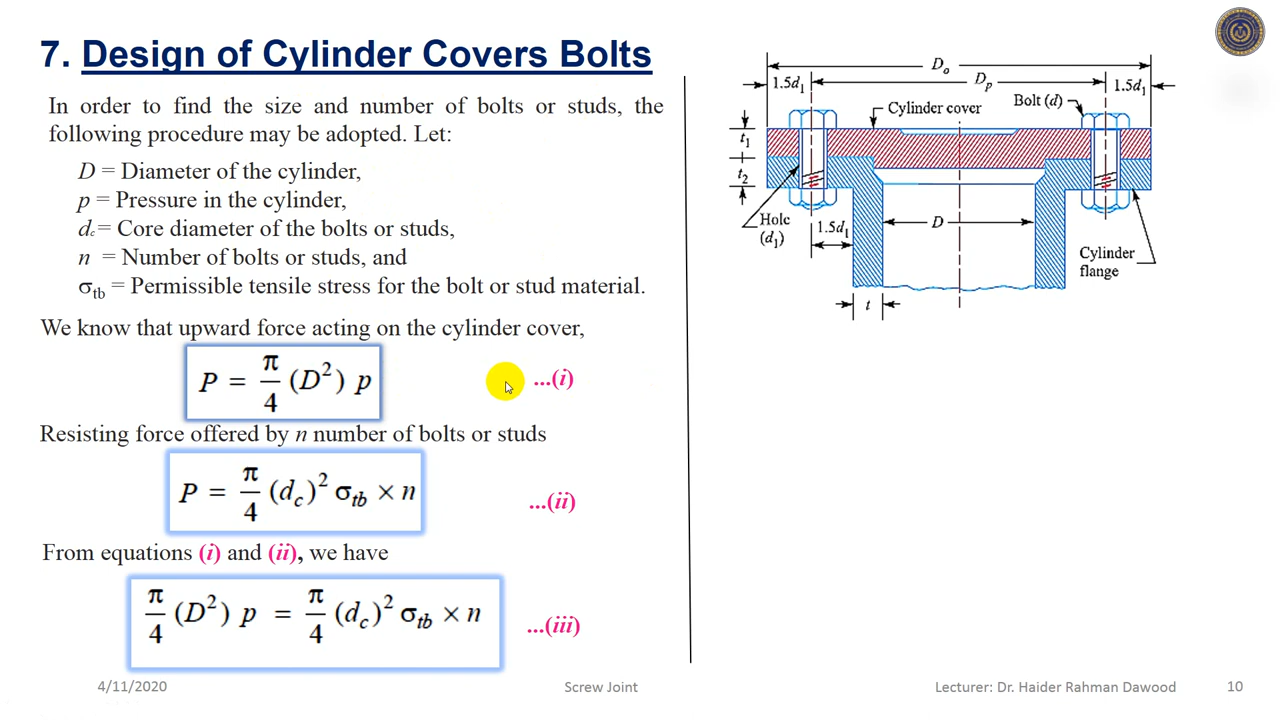 7. Design of Cylinder Covers Bolts
In order to find the size and number of bolts or studs, the
following procedure may be adopted. Let:
D = Diameter of the cylinder,
p = Pressure in the cylinder,
dc= Core diameter of the bolts or studs,
n = Number of bolts or studs, and
σtb = Permissible tensile stress for the bolt or stud material.
We know that upward force acting on the cylinder cover,
P = π/4 (D²) p ...(i)
Resisting force offered by n number of bolts or studs
P = π/4 (dc)² σtb × n ...(ii)
From equations (i) and (ii), we have
π/4 (D²) p = π/4 (dc)² σtb × n ...(iii)
Do
1.5d1 Dp 1.5d1
Cylinder cover Bolt (d)
t1
t2
Hole
(d1)
1.5d1
D
Cylinder
flange
t
4/11/2020 Screw Joint Lecturer: Dr. Haider Rahman Dawood 10